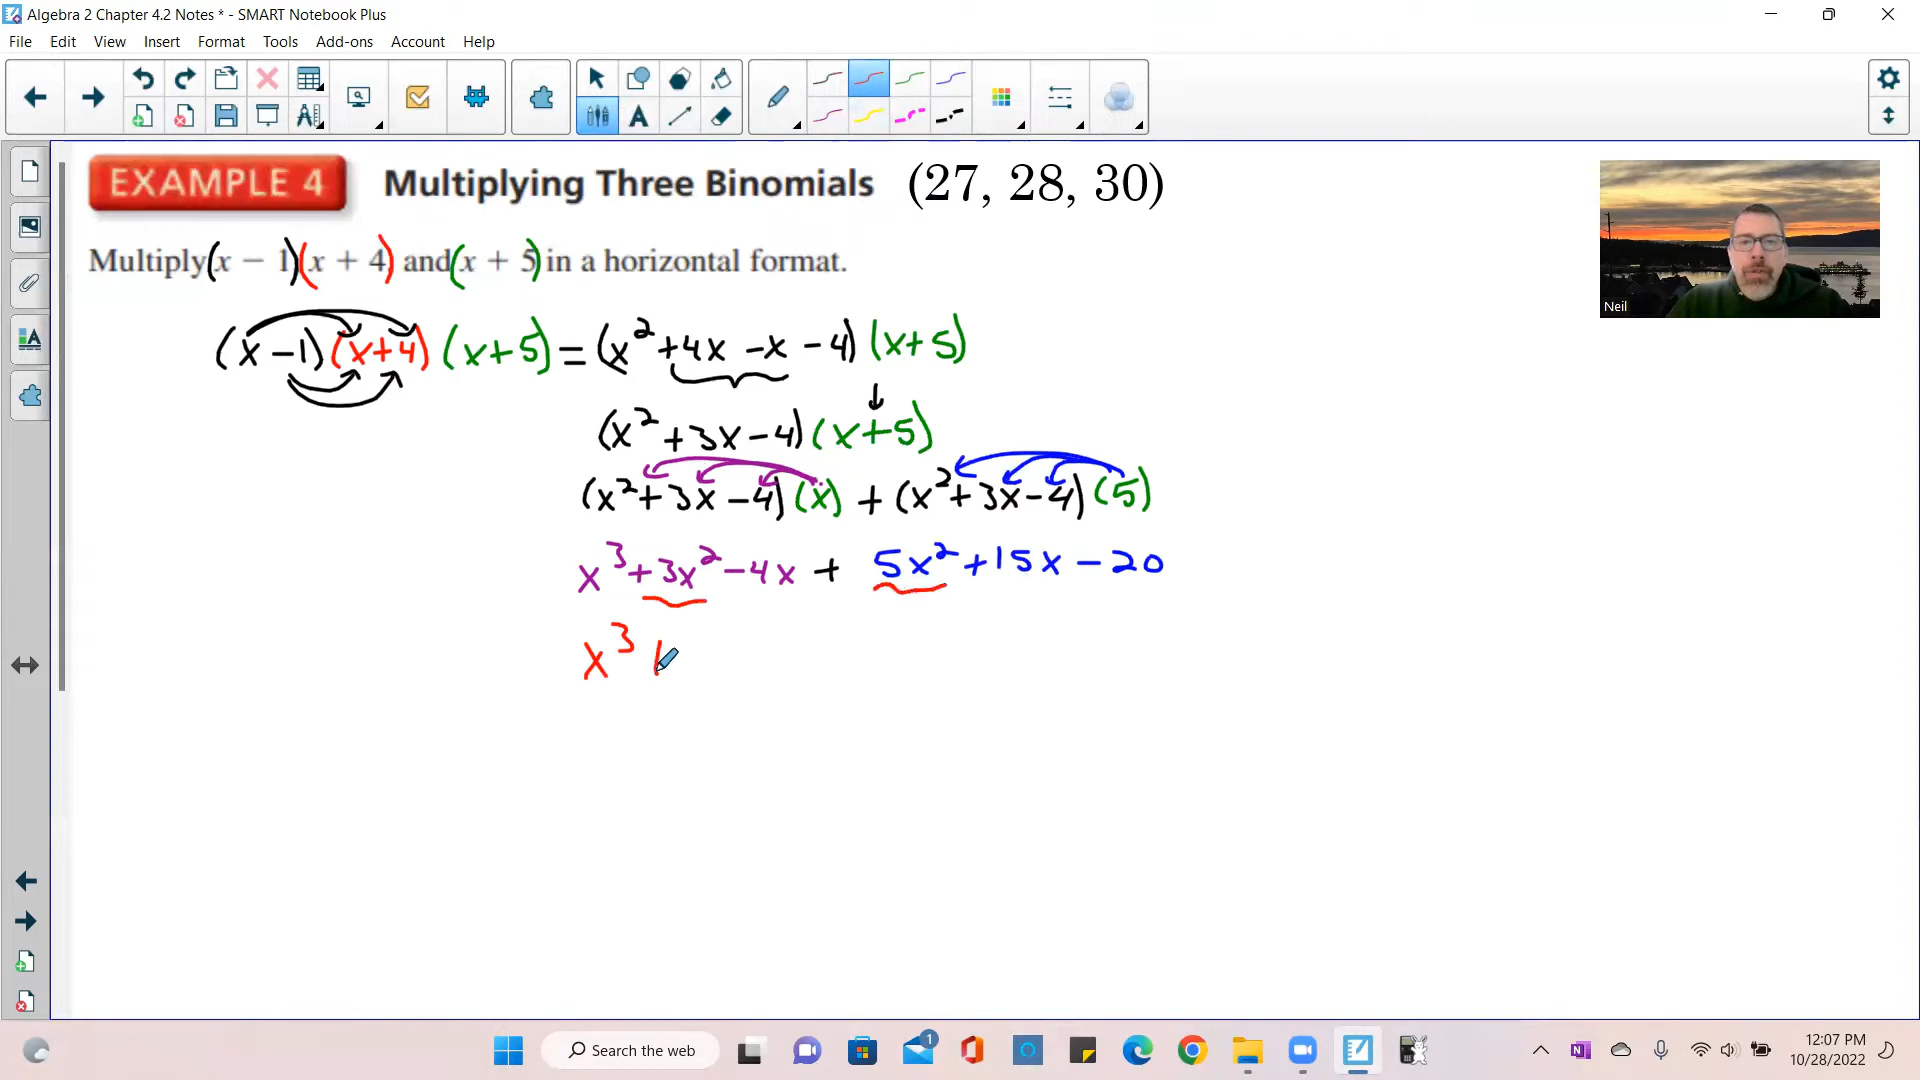 Algebra 2 Chapter 4.2 Notes * - SMART Notebook Plus
File Edit View Insert Format Tools Add-ons Account Help
EXAMPLE 4 Multiplying Three Binomials (27, 28, 30)
Multiply (x − 1)(x + 4) and (x + 5) in a horizontal format.
(x −1)(x+4)(x+5) = (x² +4x −x −4)(x+5)
(x² +3x −4)(x+5)
(x²+3x −4)(x) + (x²+3x−4)(5)
x³+3x²−4x + 5x²+15x −20
x³
Neil
Search the web
1
12:07 PM
10/28/2022